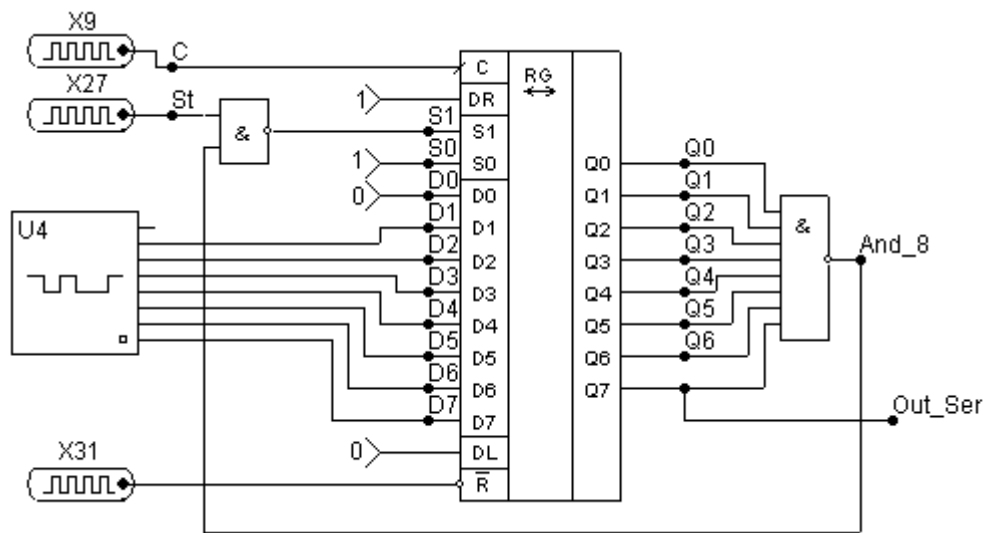 X9
C
X27
St
&
1
S1
1
S0
0
D0
D1
D2
D3
D4
D5
D6
D7
U4
X31
0
C
DR
S1
S0
D0
D1
D2
D3
D4
D5
D6
D7
DL
R̅
RG
Q0
Q1
Q2
Q3
Q4
Q5
Q6
Q7
Q0
Q1
Q2
Q3
Q4
Q5
Q6
&
And_8
Out_Ser